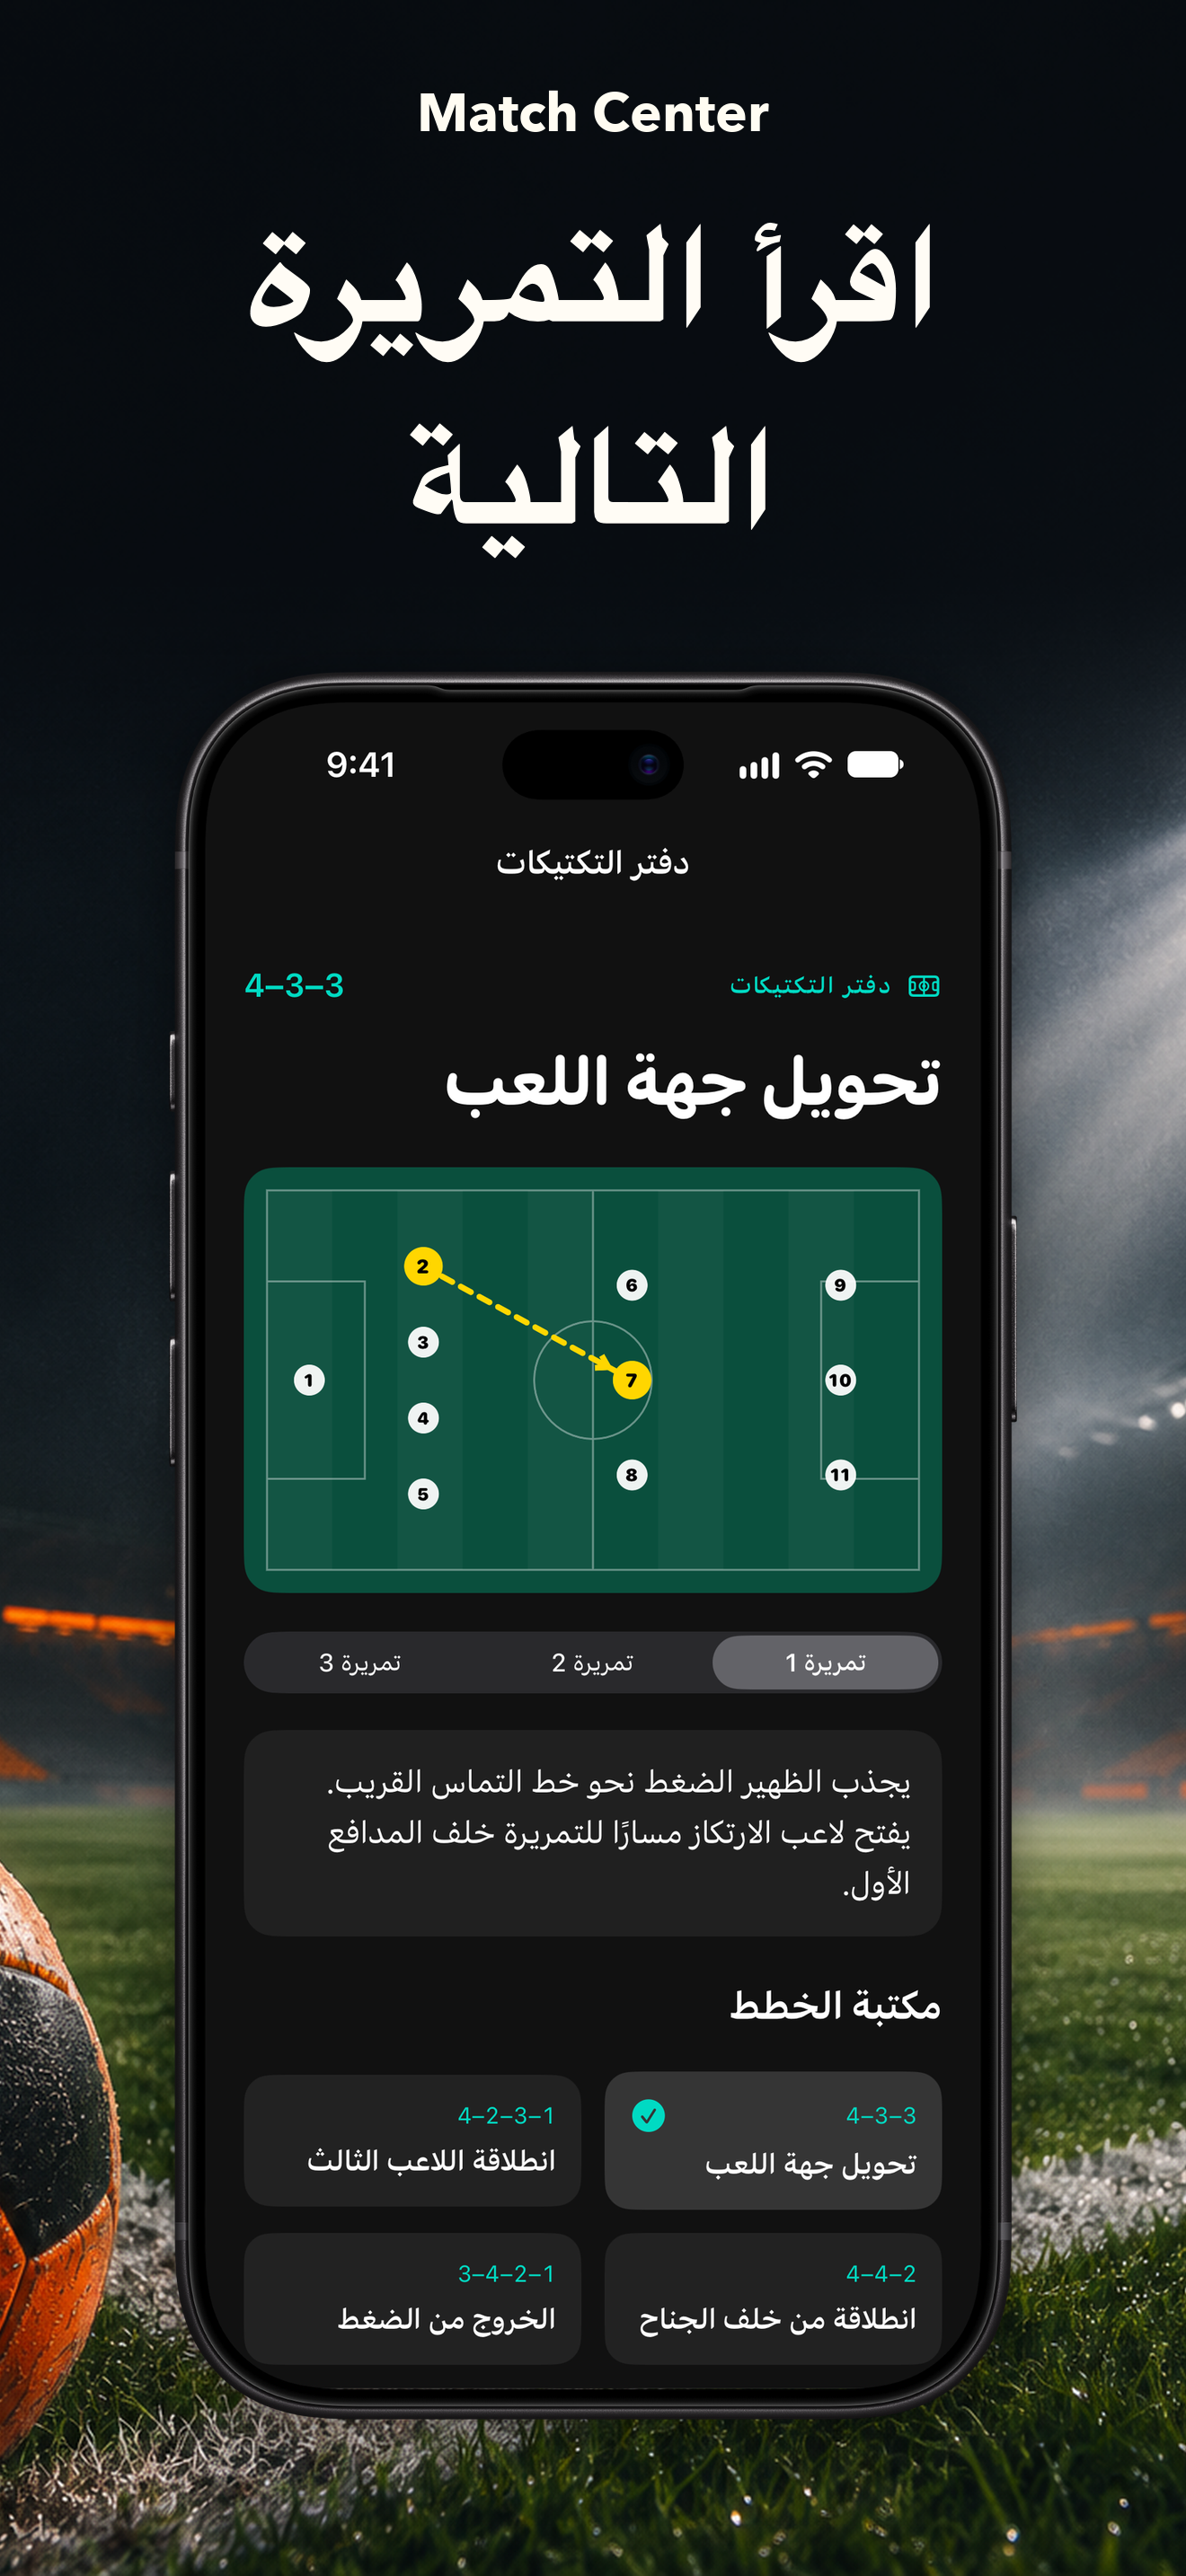 Match Center
اقرأ التمريرة
التالية
9:41
دفتر التكتيكات
دفتر التكتيكات
4–3–3
تحويل جهة اللعب
2
6
9
3
1
7
10
4
8
11
5
تمريرة 1
تمريرة 2
تمريرة 3
يجذب الظهير الضغط نحو خط التماس القريب.
يفتح لاعب الارتكاز مسارًا للتمريرة خلف المدافع
الأول.
مكتبة الخطط
4–3–3
تحويل جهة اللعب
4–2–3–1
انطلاقة اللاعب الثالث
4–4–2
انطلاقة من خلف الجناح
3–4–2–1
الخروج من الضغط